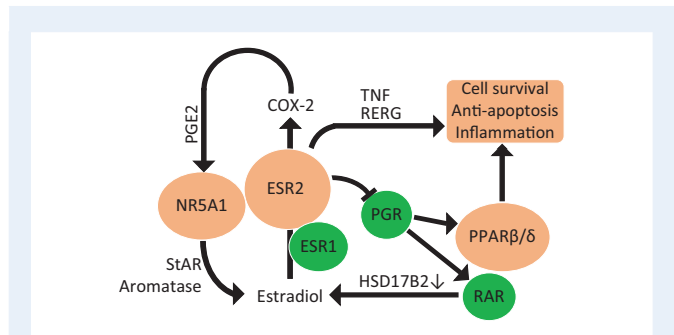 PGE2
COX-2
TNF
RERG
Cell survival
Anti-apoptosis
Inflammation
NR5A1
ESR2
ESR1
PGR
PPARβ/δ
StAR
Aromatase
Estradiol
HSD17B2↓
RAR